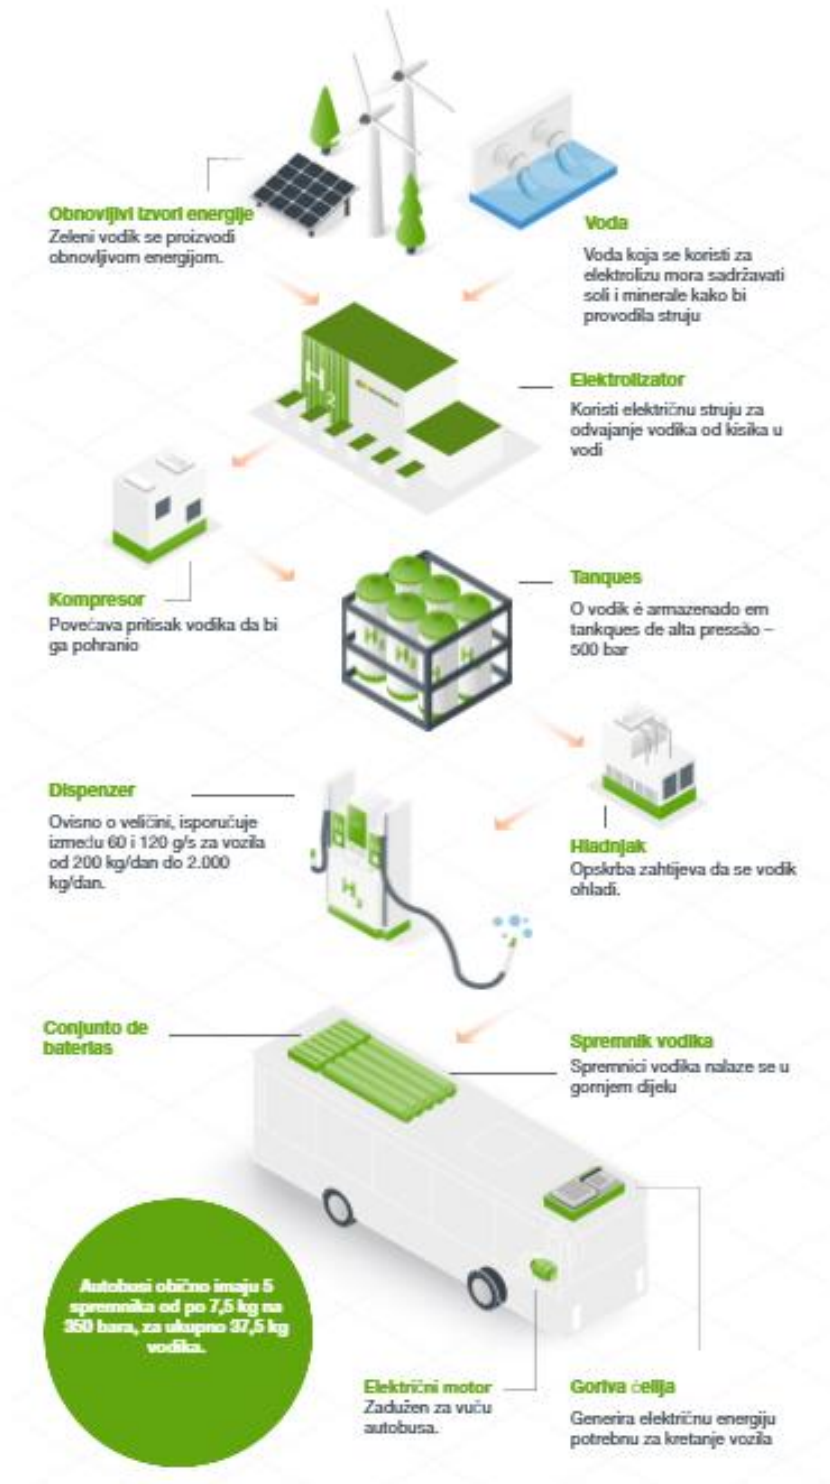 Obnovljivi izvori energije
Zeleni vodik se proizvodi
obnovljivom energijom.
Voda
Voda koja se koristi za
elektrolizu mora sadržavati
soli i minerale kako bi
provodila struju
Elektrolizator
Koristi električnu struju za
odvajanje vodika od kisika u
vodi
H2
Kompresor
Povećava pritisak vodika da bi
ga pohranio
Tanques
O vodik é armazenado em
tankques de alta pressão –
500 bar
H2
H2
H
Dispenzer
Ovisno o veličini, isporučuje
između 60 i 120 g/s za vozila
od 200 kg/dan do 2.000
kg/dan.
Hladnjak
Opskrba zahtijeva da se vodik
ohladi.
H2
Conjunto de
baterias
Spremnik vodika
Spremnici vodika nalaze se u
gornjem dijelu
Autobusi obično imaju 5
spremnika od po 7,5 kg na
350 bara, za ukupno 37,5 kg
vodika.
Električni motor
Zadužen za vuču
autobusa.
Goriva ćelija
Generira električnu energiju
potrebnu za kretanje vozila